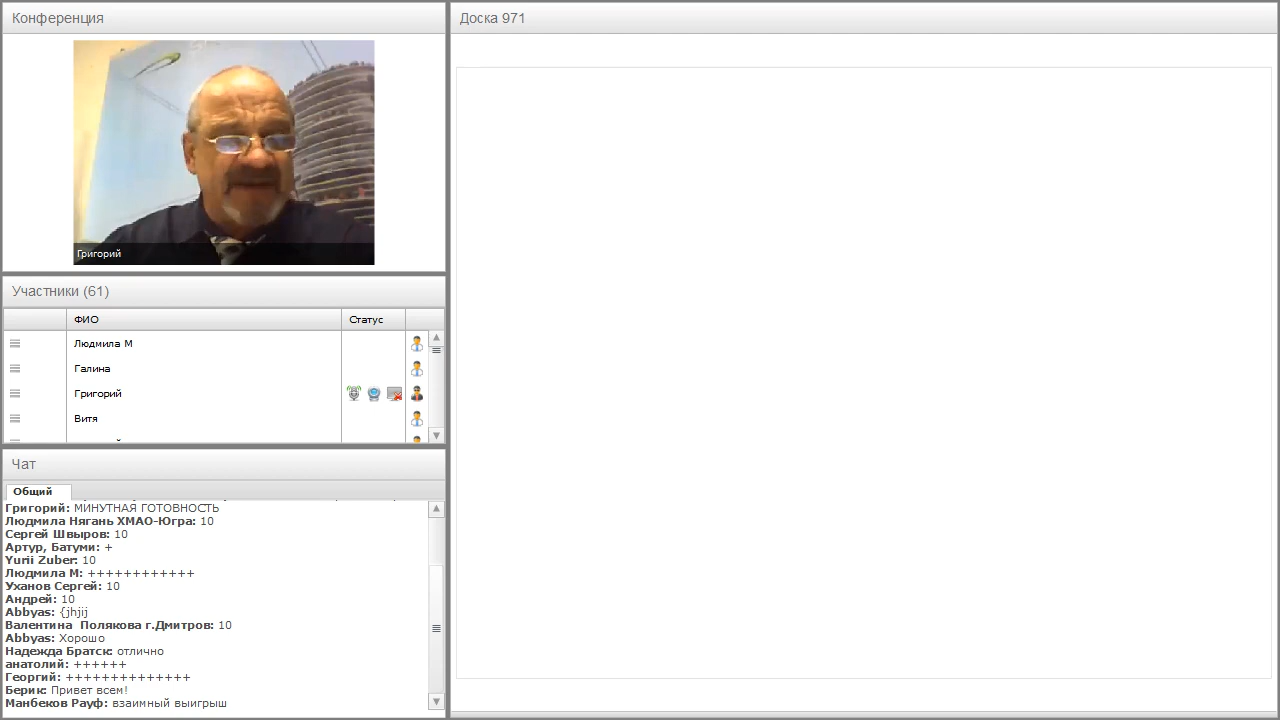 Конференция
Григорий
Участники (61)
ФИО Статус
Людмила М
Галина
Григорий
Витя
Чат
Общий
Григорий: МИНУТНАЯ ГОТОВНОСТЬ
Людмила Нягань ХМАО-Югра: 10
Сергей Швыров: 10
Артур, Батуми: +
Yurii Zuber: 10
Людмила М: ++++++++++++
Уханов Сергей: 10
Андрей: 10
Abbyas: {jhjij
Валентина  Полякова г.Дмитров: 10
Abbyas: Хорошо
Надежда Братск: отлично
анатолий: ++++++
Георгий: ++++++++++++++
Берик: Привет всем!
Манбеков Рауф: взаимный выигрыш
Доска 971